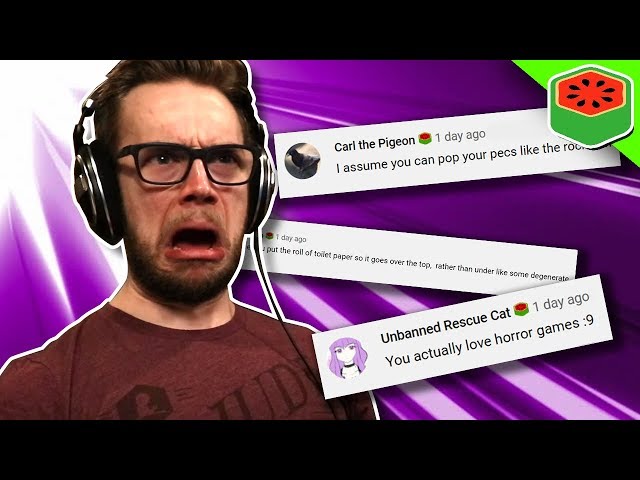 Carl the Pigeon 1 day ago
I assume you can pop your pecs like the
1 day ago
put the roll of toilet paper so it goes over the top, rather than under like some degenerate
Unbanned Rescue Cat 1 day ago
You actually love horror games :9